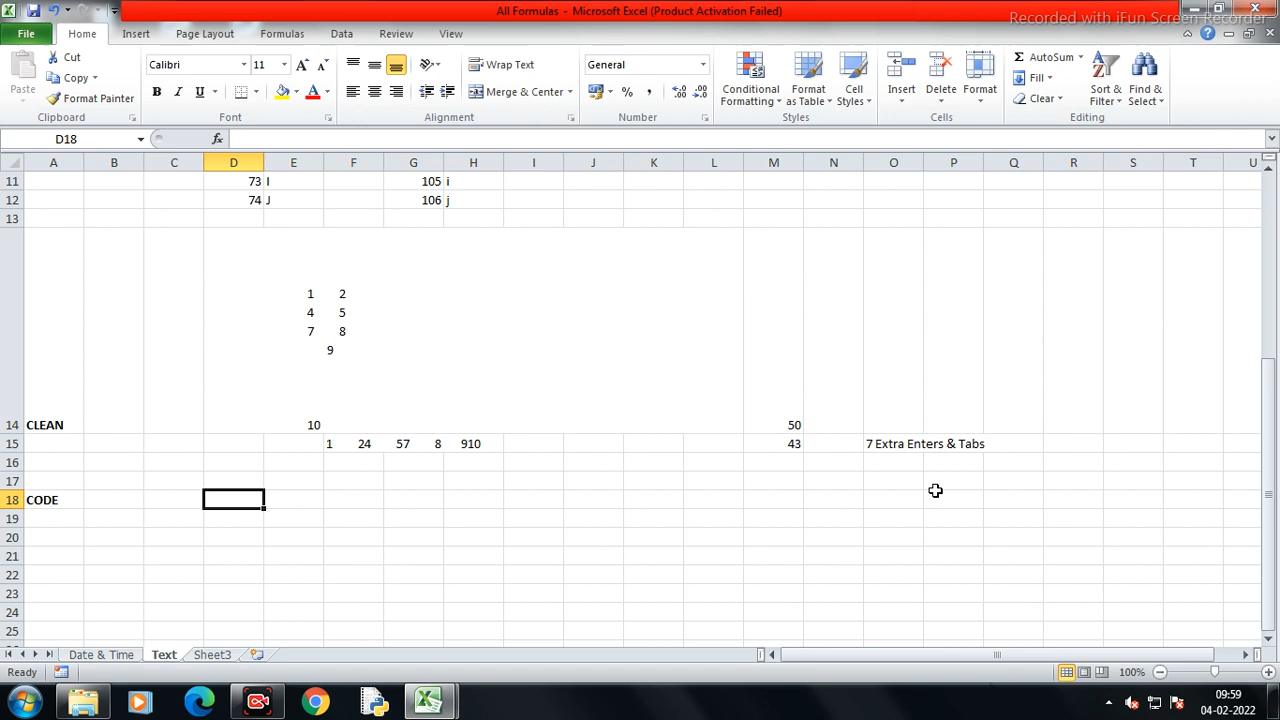 All Formulas - Microsoft Excel (Product Activation Failed)
Recorded with iFun Screen Recorder
File Home Insert Page Layout Formulas Data Review View
Cut
Copy
Format Painter
Paste
Clipboard
Calibri 11
B I U
Font
Wrap Text
Merge & Center
Alignment
General
% ,
Number
Conditional Formatting
Format as Table
Cell Styles
Styles
Insert Delete Format
Cells
AutoSum
Fill
Clear
Sort & Filter
Find & Select
Editing
D18 fx
A B C D E F G H I J K L M N O P Q R S T U
11 73 I 105 i
12 74 J 106 j
13
1 2
4 5
7 8
9
14 CLEAN 10 50
15 1 24 57 8 910 43 7 Extra Enters & Tabs
16
17
18 CODE
19
20
21
22
23
24
25
Date & Time Text Sheet3
Ready 100%
09:59
04-02-2022